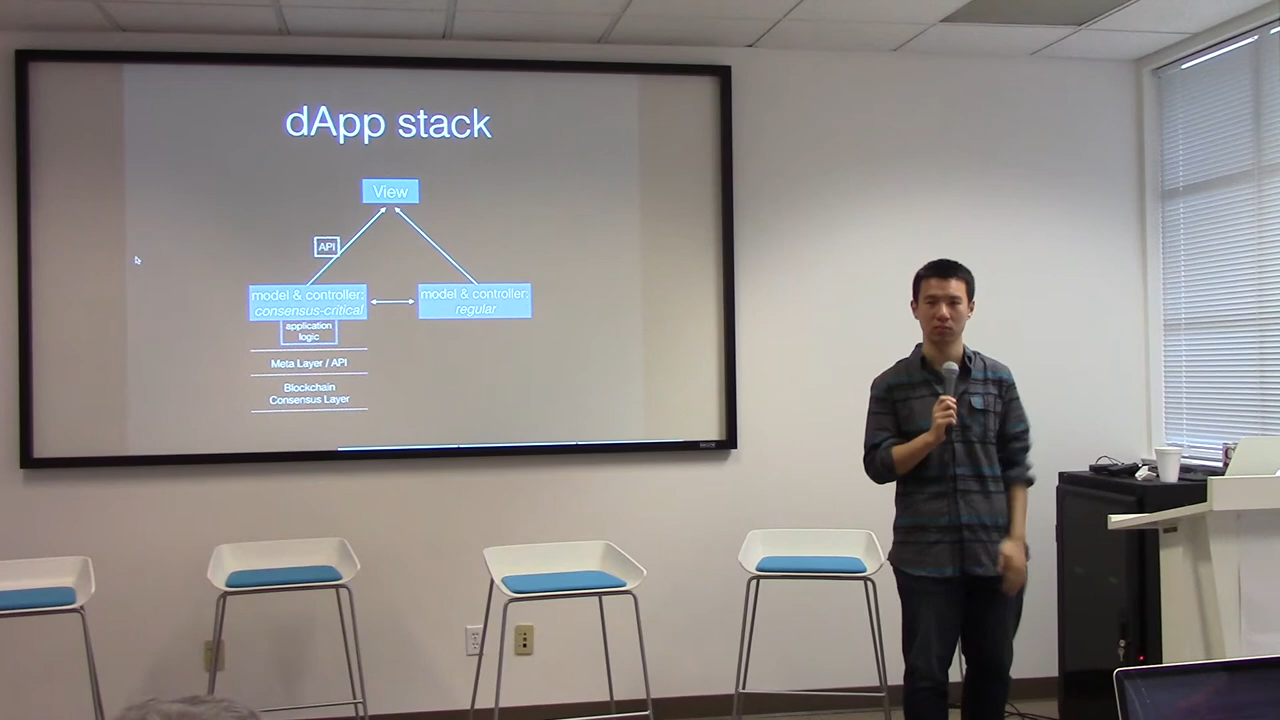 dApp stack
View
API
model & controller:
consensus-critical
model & controller:
regular
application
logic
Meta Layer / API
Blockchain
Consensus Layer